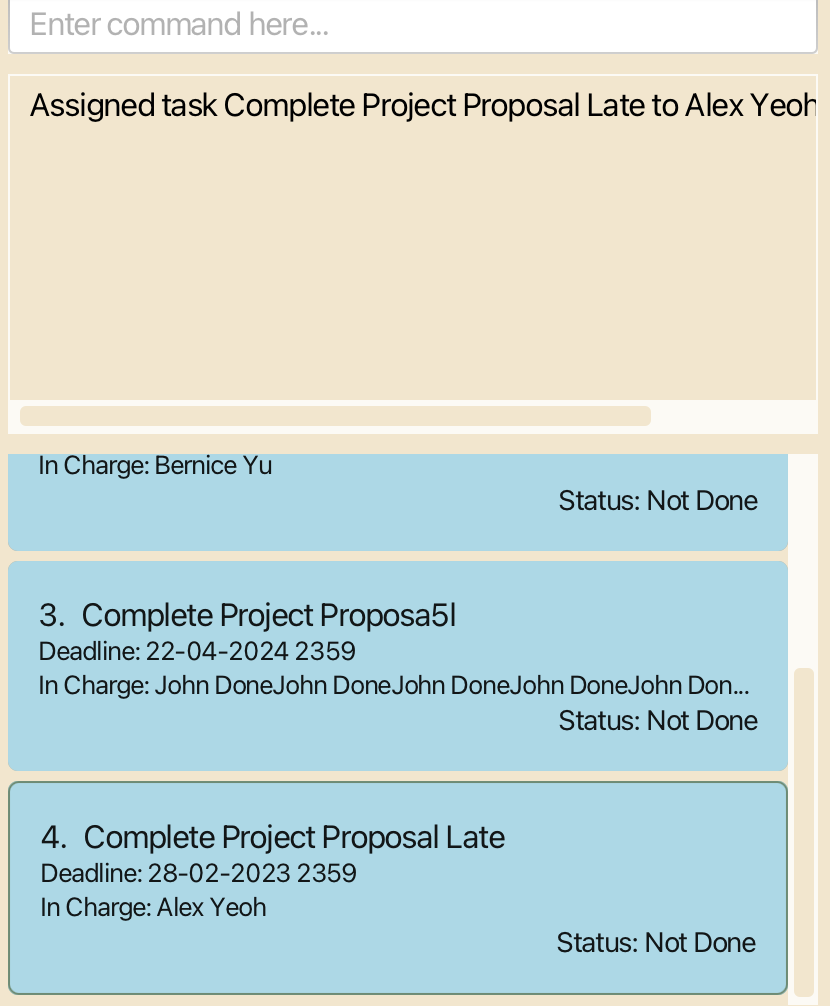 Enter command here...
Assigned task Complete Project Proposal Late to Alex Yeoh
In Charge: Bernice Yu
Status: Not Done
3. Complete Project Proposa5l
Deadline: 22-04-2024 2359
In Charge: John DoneJohn DoneJohn DoneJohn DoneJohn Don...
Status: Not Done
4. Complete Project Proposal Late
Deadline: 28-02-2023 2359
In Charge: Alex Yeoh
Status: Not Done